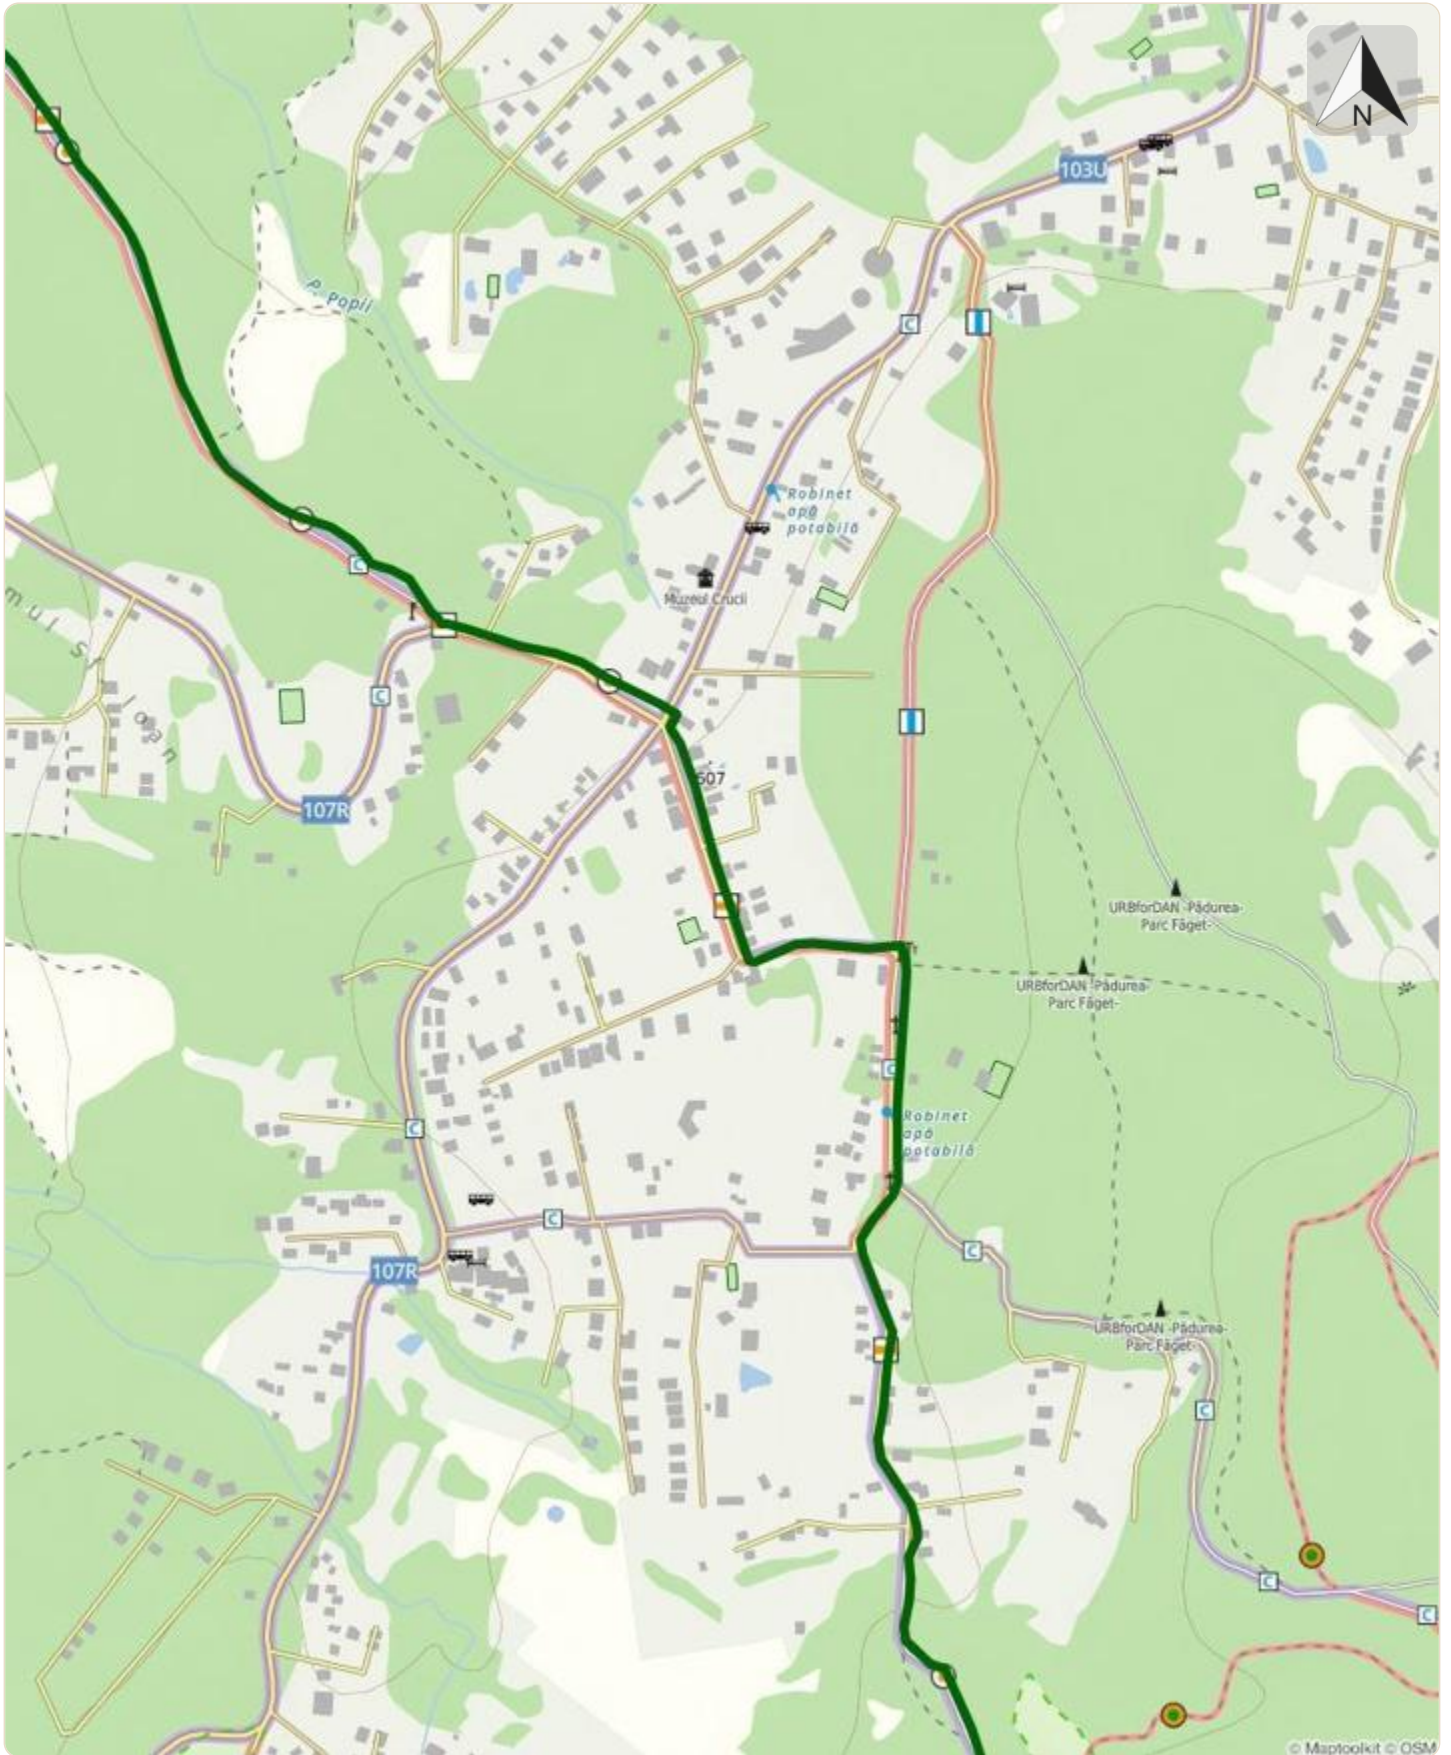 N
103U
P. Popii
C
Robinet
apă
potabilă
C
Muzeul Crucii
C
107R
507
URBforDAN -Pădurea-
Parc Făget-
URBforDAN -Pădurea-
Parc Făget-
C
Robinet
apă
potabilă
C
C
C
107R
URBforDAN -Pădurea-
Parc Făget-
C
C
C
© Maptoolkit © OSM